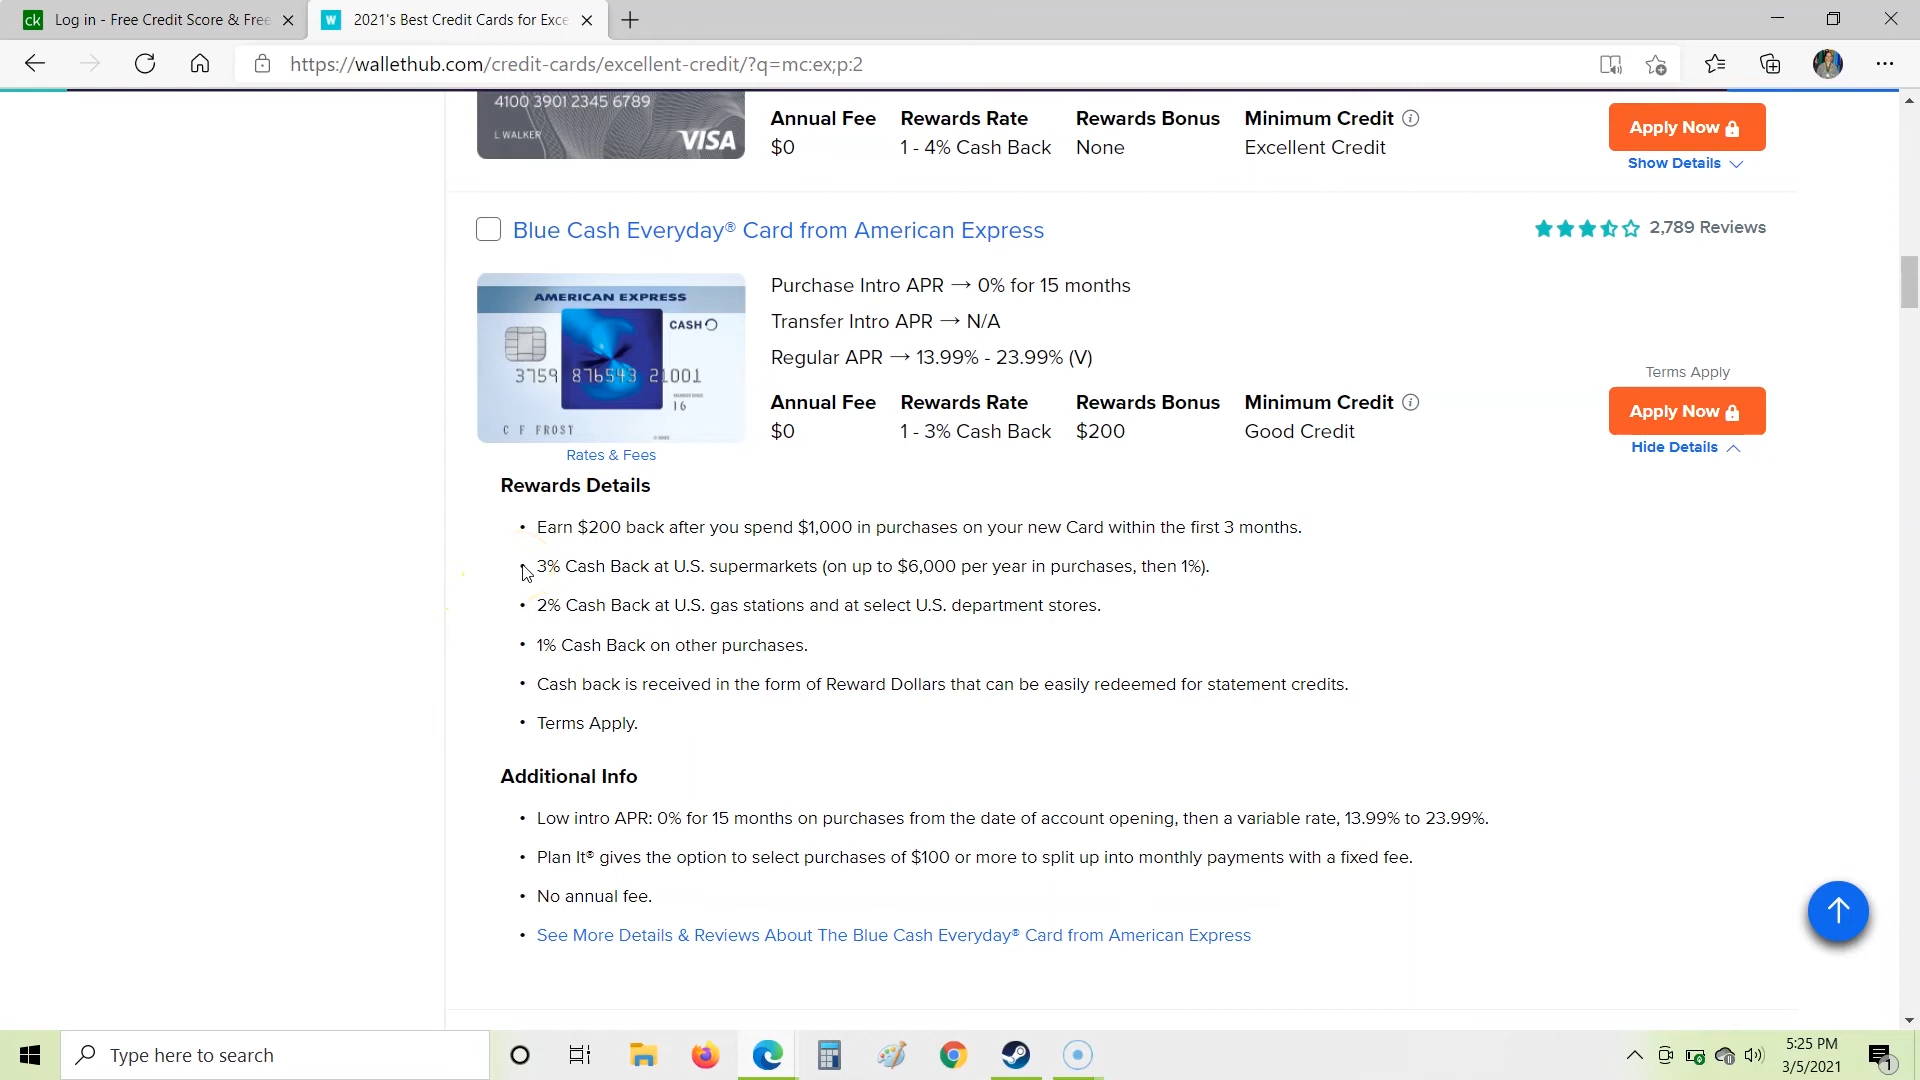 ck Log in - Free Credit Score & Free
W 2021's Best Credit Cards for Exce
https://wallethub.com/credit-cards/excellent-credit/?q=mc:ex;p:2
4100 3901 2345 6789
L WALKER
VISA
Annual Fee Rewards Rate Rewards Bonus Minimum Credit
$0 1 - 4% Cash Back None Excellent Credit
Apply Now
Show Details
Blue Cash Everyday® Card from American Express
2,789 Reviews
AMERICAN EXPRESS
CASH
3759 876543 21001
16
C F FROST
Rates & Fees
Purchase Intro APR → 0% for 15 months
Transfer Intro APR → N/A
Regular APR → 13.99% - 23.99% (V)
Annual Fee Rewards Rate Rewards Bonus Minimum Credit
$0 1 - 3% Cash Back $200 Good Credit
Terms Apply
Apply Now
Hide Details
Rewards Details
• Earn $200 back after you spend $1,000 in purchases on your new Card within the first 3 months.
• 3% Cash Back at U.S. supermarkets (on up to $6,000 per year in purchases, then 1%).
• 2% Cash Back at U.S. gas stations and at select U.S. department stores.
• 1% Cash Back on other purchases.
• Cash back is received in the form of Reward Dollars that can be easily redeemed for statement credits.
• Terms Apply.
Additional Info
• Low intro APR: 0% for 15 months on purchases from the date of account opening, then a variable rate, 13.99% to 23.99%.
• Plan It® gives the option to select purchases of $100 or more to split up into monthly payments with a fixed fee.
• No annual fee.
• See More Details & Reviews About The Blue Cash Everyday® Card from American Express
Type here to search
5:25 PM
3/5/2021
1